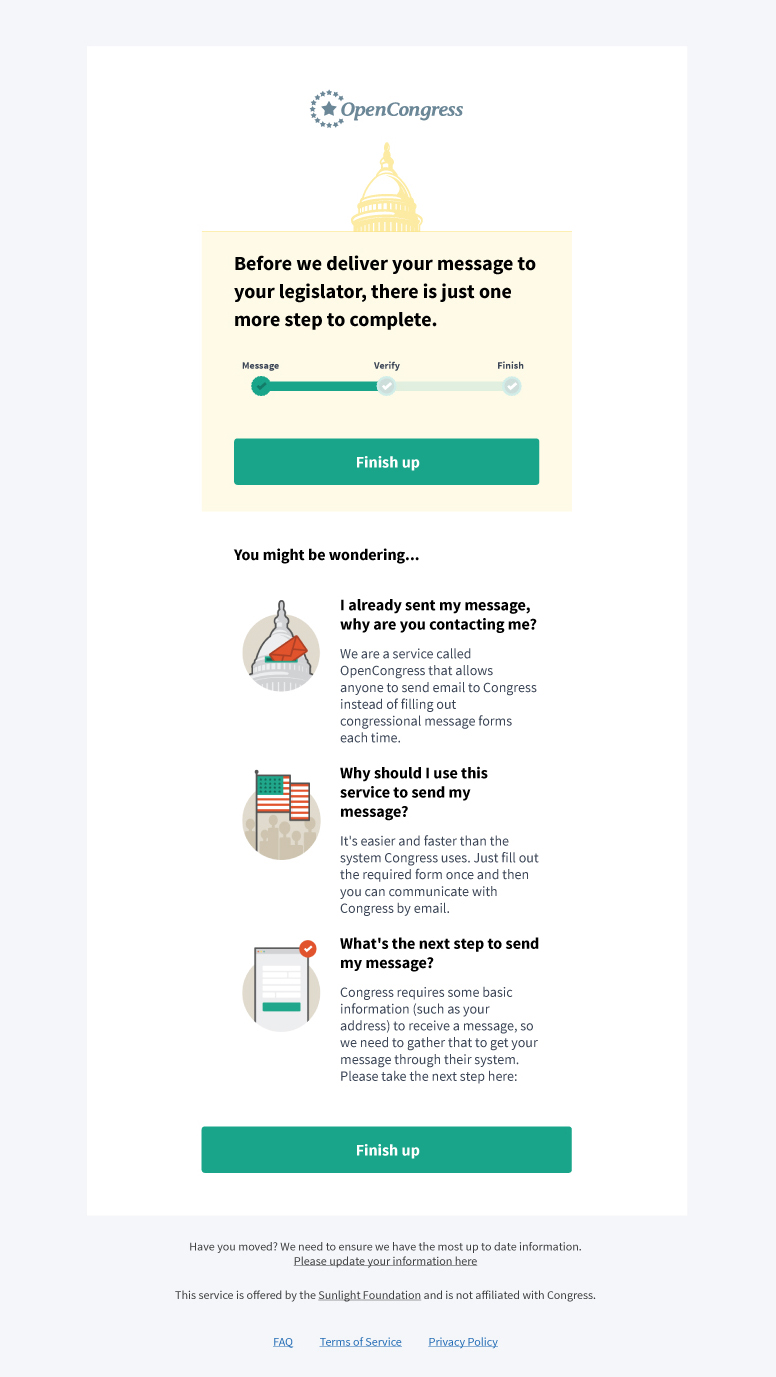 OpenCongress
Before we deliver your message to
your legislator, there is just one
more step to complete.
Message Verify Finish
Finish up
You might be wondering...
I already sent my message,
why are you contacting me?
We are a service called
OpenCongress that allows
anyone to send email to Congress
instead of filling out
congressional message forms
each time.
Why should I use this
service to send my
message?
It's easier and faster than the
system Congress uses. Just fill out
the required form once and then
you can communicate with
Congress by email.
What's the next step to send
my message?
Congress requires some basic
information (such as your
address) to receive a message, so
we need to gather that to get your
message through their system.
Please take the next step here:
Finish up
Have you moved? We need to ensure we have the most up to date information.
Please update your information here
This service is offered by the Sunlight Foundation and is not affiliated with Congress.
FAQ Terms of Service Privacy Policy